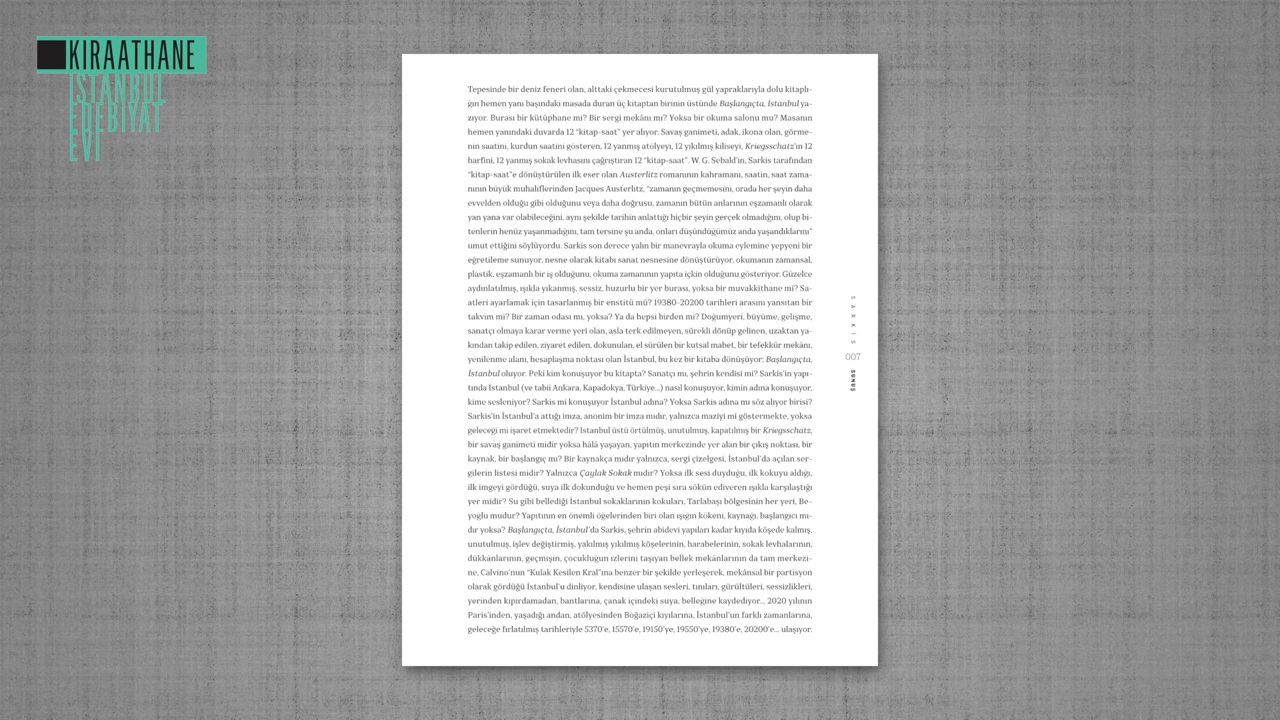 KIRAATHANE
İSTANBUL
EDEBİYAT
EVİ
Tepesinde bir deniz feneri olan, alttaki çekmecesi kurutulmuş gül yapraklarıyla dolu kitaplı-
ğın hemen yanı başındaki masada duran üç kitaptan birinin üstünde Başlangıçta, İstanbul ya-
zıyor. Burası bir kütüphane mi? Bir sergi mekânı mı? Yoksa bir okuma salonu mu? Masanın
hemen yanındaki duvarda 12 “kitap-saat” yer alıyor. Savaş ganimeti, adak, ikona olan, görme-
nin saatini, kurdun saatini gösteren, 12 yanmış atölyeyi, 12 yıkılmış kiliseyi, Kriegsschatz'ın 12
harfini, 12 yanmış sokak levhasını çağrıştıran 12 “kitap-saat”. W. G. Sebald'ın, Sarkis tarafından
“kitap-saat”e dönüştürülen ilk eser olan Austerlitz romanının kahramanı, saatin, saat zama-
nının büyük muhaliflerinden Jacques Austerlitz, “zamanın geçmemesini, orada her şeyin daha
evvelden olduğu gibi olduğunu veya daha doğrusu, zamanın bütün anlarının eşzamanlı olarak
yan yana var olabileceğini, aynı şekilde tarihin anlattığı hiçbir şeyin gerçek olmadığını, olup bi-
tenlerin henüz yaşanmadığını, tam tersine şu anda, onları düşündüğümüz anda yaşandıklarını”
umut ettiğini söylüyordu. Sarkis son derece yalın bir manevrayla okuma eylemine yepyeni bir
eğretileme sunuyor, nesne olarak kitabı sanat nesnesine dönüştürüyor, okumanın zamansal,
plastik, eşzamanlı bir iş olduğunu, okuma zamanının yapıta içkin olduğunu gösteriyor. Güzelce
aydınlatılmış, ışıkla yıkanmış, sessiz, huzurlu bir yer burası, yoksa bir muvakkithane mi? Sa-
atleri ayarlamak için tasarlanmış bir enstitü mü? 19380-20200 tarihleri arasını yansıtan bir
takvim mi? Bir zaman odası mı, yoksa? Ya da hepsi birden mi? Doğumyeri, büyüme, gelişme,
sanatçı olmaya karar verme yeri olan, asla terk edilmeyen, sürekli dönüp gelinen, uzaktan ya-
kından takip edilen, ziyaret edilen, dokunulan, el sürülen bir kutsal mabet, bir tefekkür mekânı,
yenilenme alanı, hesaplaşma noktası olan İstanbul, bu kez bir kitaba dönüşüyor; Başlangıçta,
İstanbul oluyor. Peki kim konuşuyor bu kitapta? Sanatçı mı, şehrin kendisi mi? Sarkis'in yapı-
tında İstanbul (ve tabii Ankara, Kapadokya, Türkiye...) nasıl konuşuyor, kimin adına konuşuyor,
kime sesleniyor? Sarkis mi konuşuyor İstanbul adına? Yoksa Sarkis adına mı söz alıyor birisi?
Sarkis'in İstanbul'a attığı imza, anonim bir imza mıdır, yalnızca maziyi mi göstermekte, yoksa
geleceği mi işaret etmektedir? İstanbul üstü örtülmüş, unutulmuş, kapatılmış bir Kriegsschatz,
bir savaş ganimeti midir yoksa hâlâ yaşayan, yapıtın merkezinde yer alan bir çıkış noktası, bir
kaynak, bir başlangıç mı? Bir kaynakça mıdır yalnızca, sergi çizelgesi, İstanbul'da açılan ser-
gilerin listesi midir? Yalnızca Çaylak Sokak mıdır? Yoksa ilk sesi duyduğu, ilk kokuyu aldığı,
ilk imgeyi gördüğü, suya ilk dokunduğu ve hemen peşi sıra sökün ediveren ışıkla karşılaştığı
yer midir? Su gibi bellediği İstanbul sokaklarının kokuları, Tarlabaşı bölgesinin her yeri, Be-
yoğlu mudur? Yapıtının en önemli öğelerinden biri olan ışığın kökeni, kaynağı, başlangıcı mı-
dır yoksa? Başlangıçta, İstanbul'da Sarkis, şehrin abidevi yapıları kadar kıyıda köşede kalmış,
unutulmuş, işlev değiştirmiş, yakılmış yıkılmış köşelerinin, harabelerinin, sokak levhalarının,
dükkânlarının, geçmişin, çocukluğun izlerini taşıyan bellek mekânlarının da tam merkezi-
ne, Calvino'nun “Kulak Kesilen Kral”ına benzer bir şekilde yerleşerek, mekânsal bir partisyon
olarak gördüğü İstanbul'u dinliyor, kendisine ulaşan sesleri, tınıları, gürültüleri, sessizlikleri,
yerinden kıpırdamadan, bantlarına, çanak içindeki suya, belleğine kaydediyor... 2020 yılının
Paris'inden, yaşadığı andan, atölyesinden Boğaziçi kıyılarına, İstanbul'un farklı zamanlarına,
geleceğe fırlatılmış tarihleriyle 5370'e, 15570'e, 19150'ye, 19550'ye, 19380'e, 20200'e... ulaşıyor.
SARKIS
007
SUNUŞ